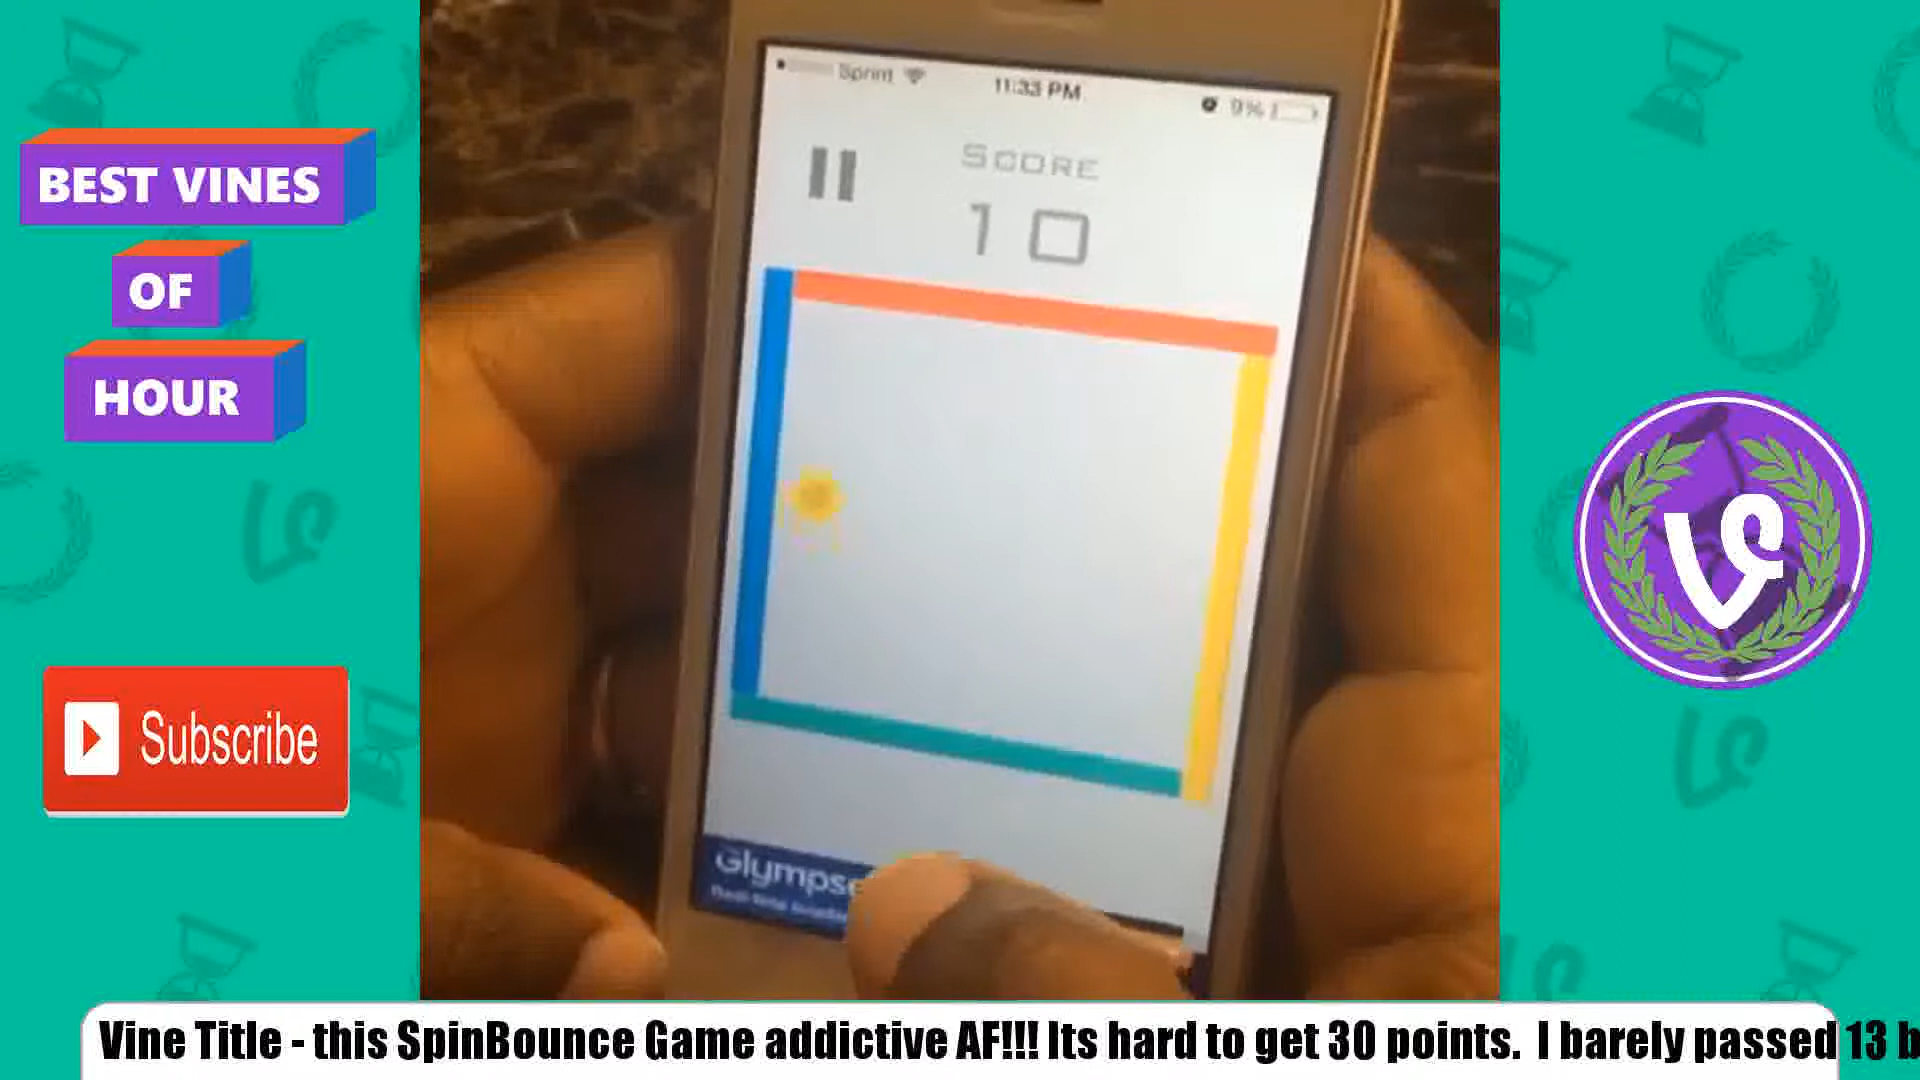 BEST VINES
OF
HOUR
Subscribe
Sprint
11:33 PM
9%
SCORE
10
Glympse
Vine Title - this SpinBounce Game addictive AF!!! Its hard to get 30 points. I barely passed 13 b